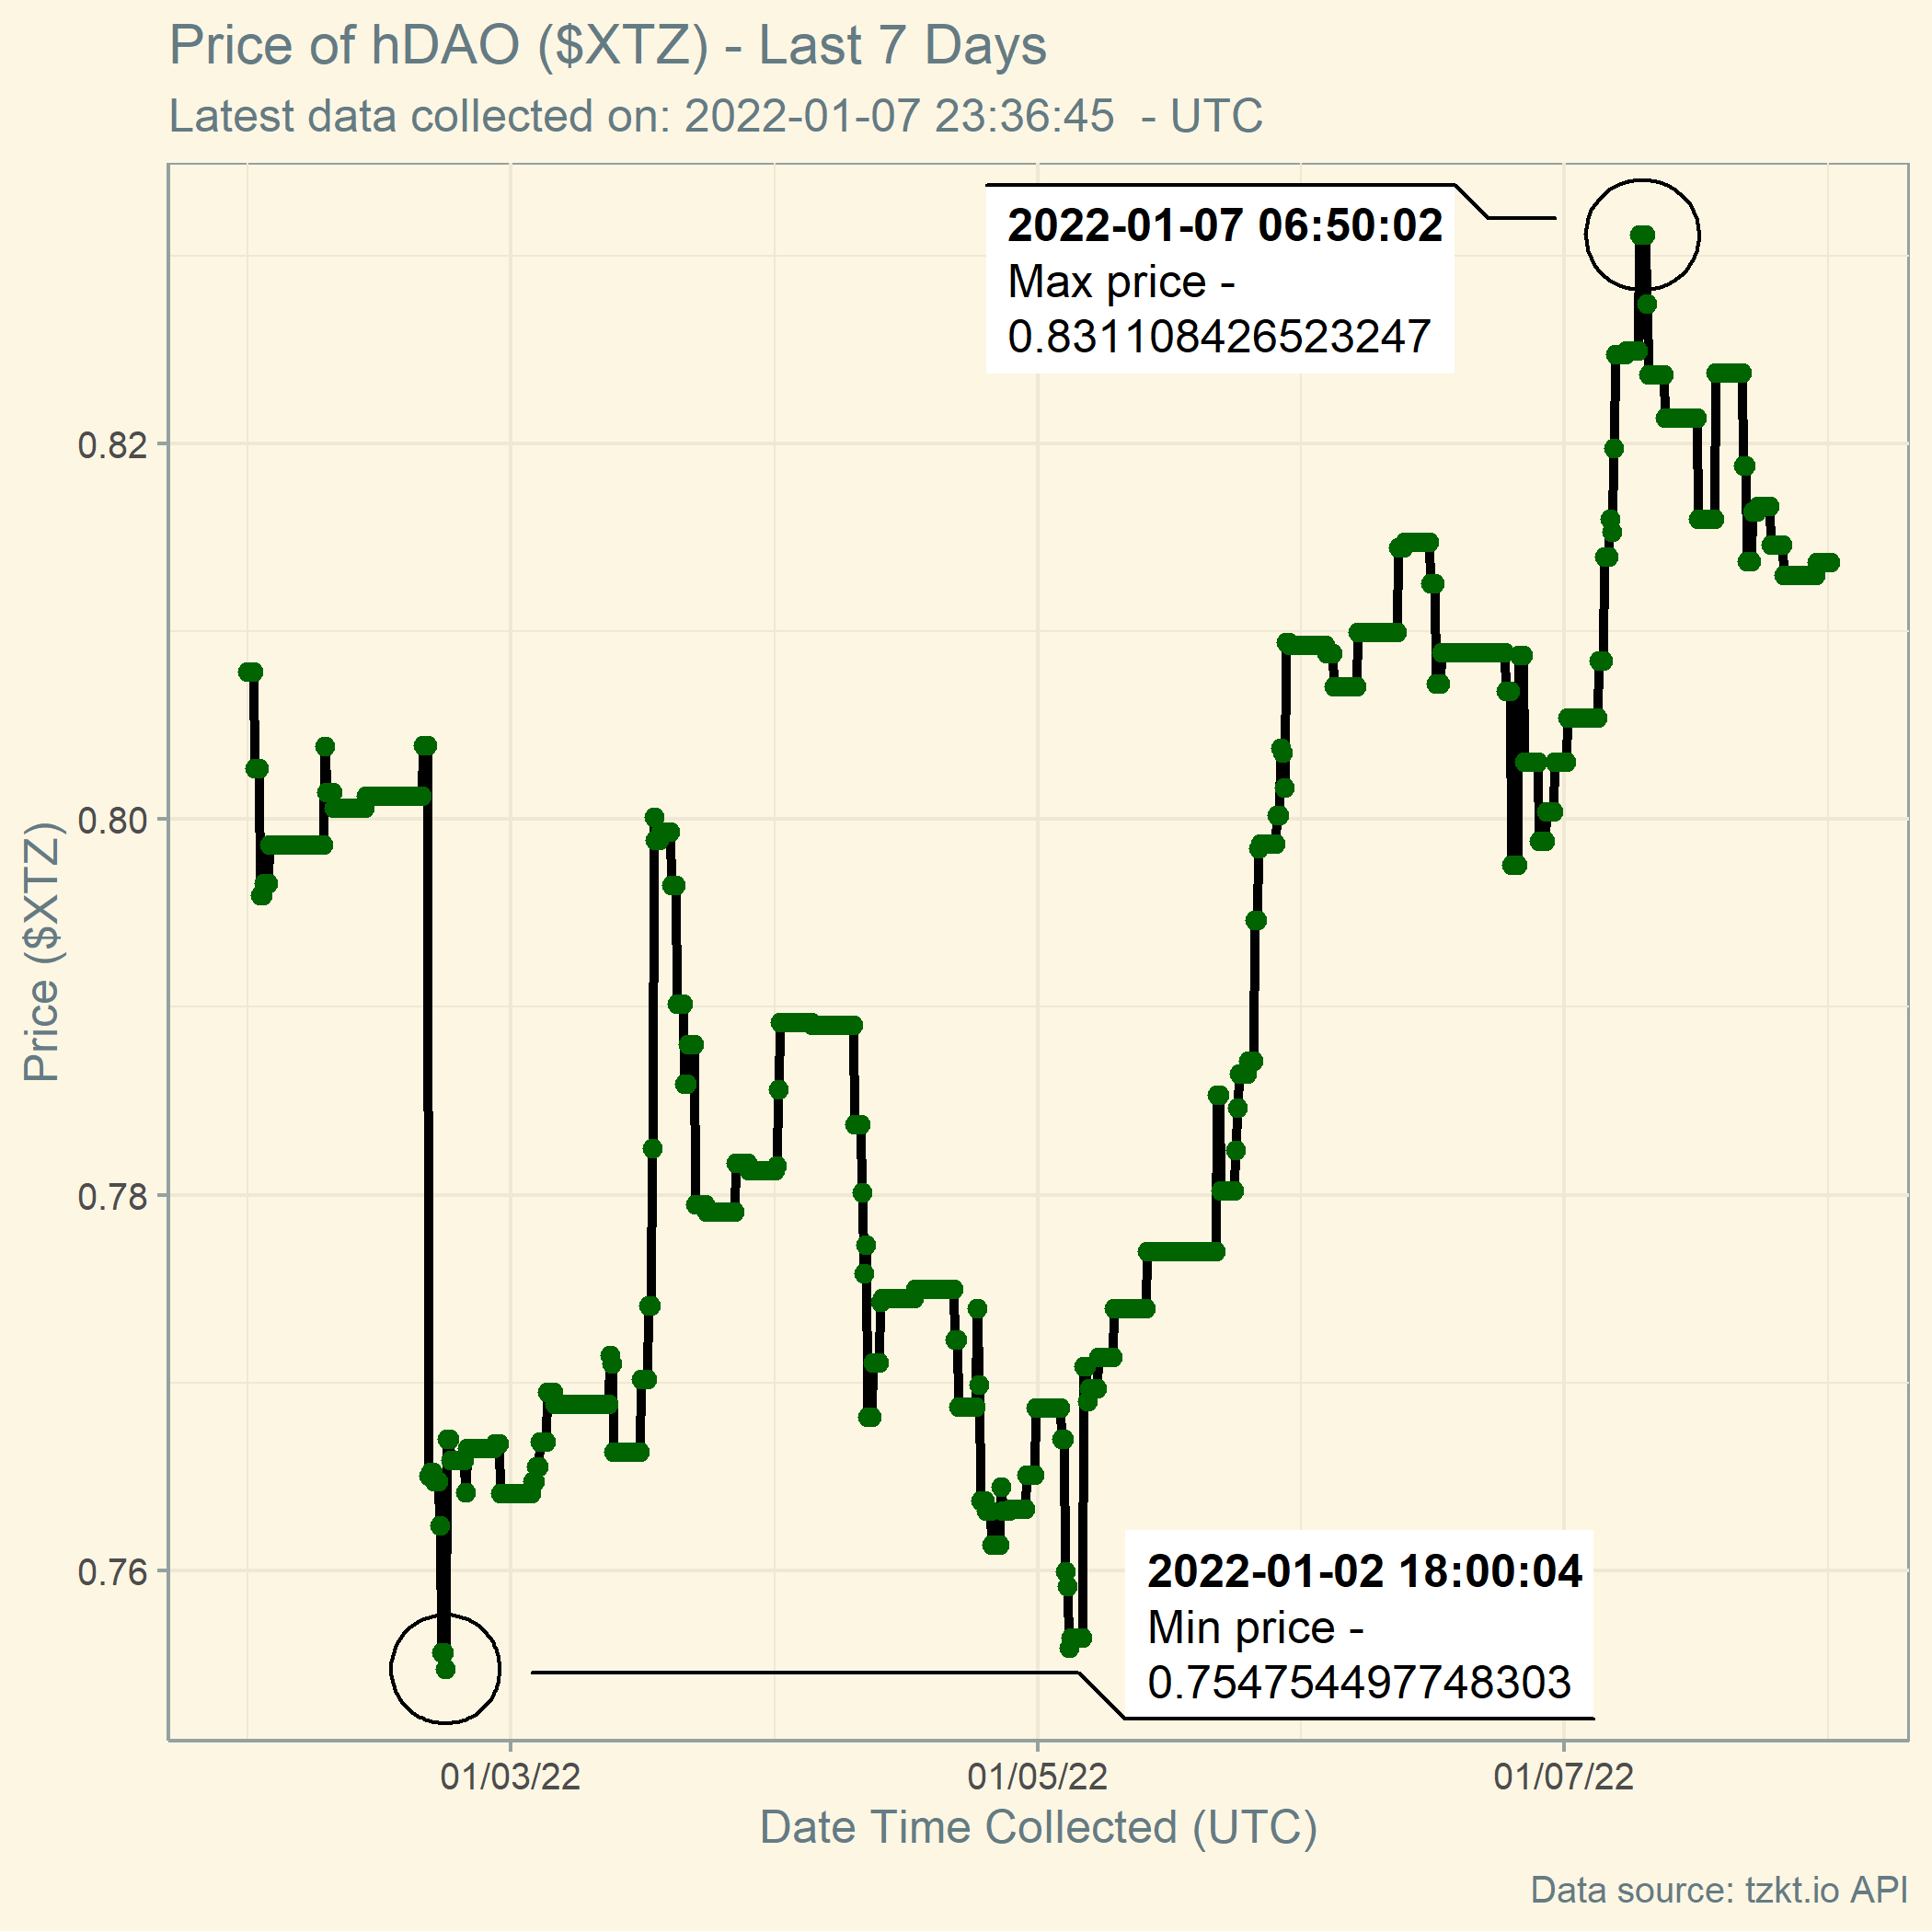 Price of hDAO ($XTZ) - Last 7 Days
Latest data collected on: 2022-01-07 23:36:45  - UTC
2022-01-07 06:50:02
Max price -
0.831108426523247
0.82
0.80
0.78
0.76
Price ($XTZ)
2022-01-02 18:00:04
Min price -
0.754754497748303
01/03/22
01/05/22
01/07/22
Date Time Collected (UTC)
Data source: tzkt.io API